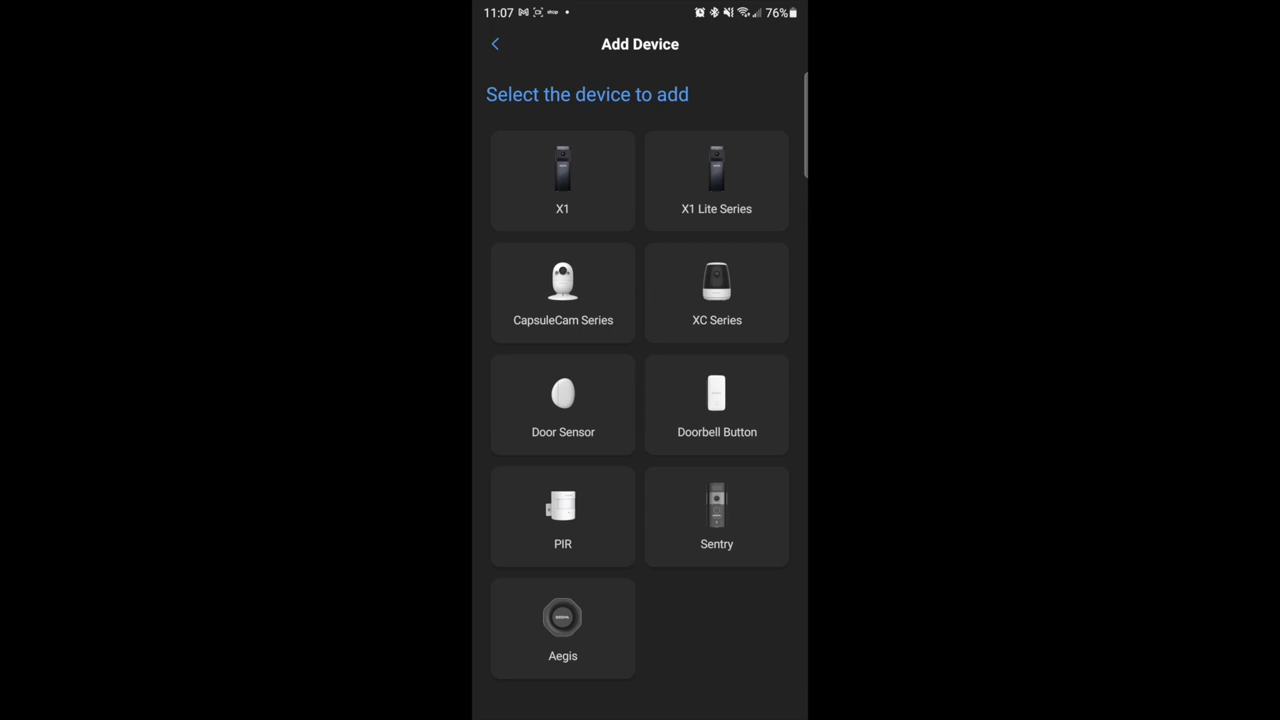 11:07 shop 76%
Add Device
Select the device to add
X1
X1 Lite Series
CapsuleCam Series
XC Series
Door Sensor
Doorbell Button
PIR
Sentry
Aegis